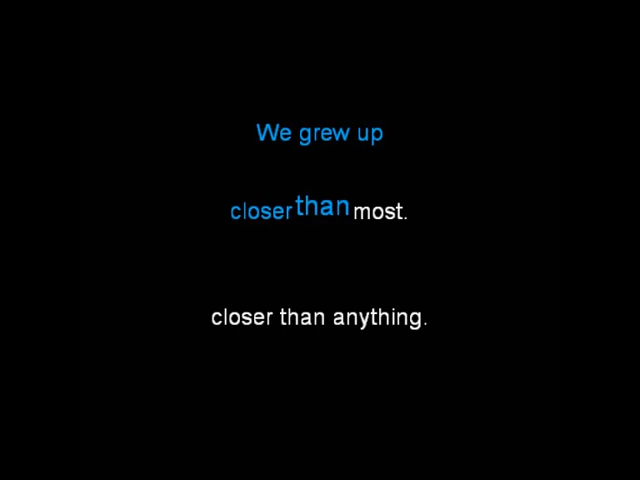 We grew up
closer than most.
closer than anything.